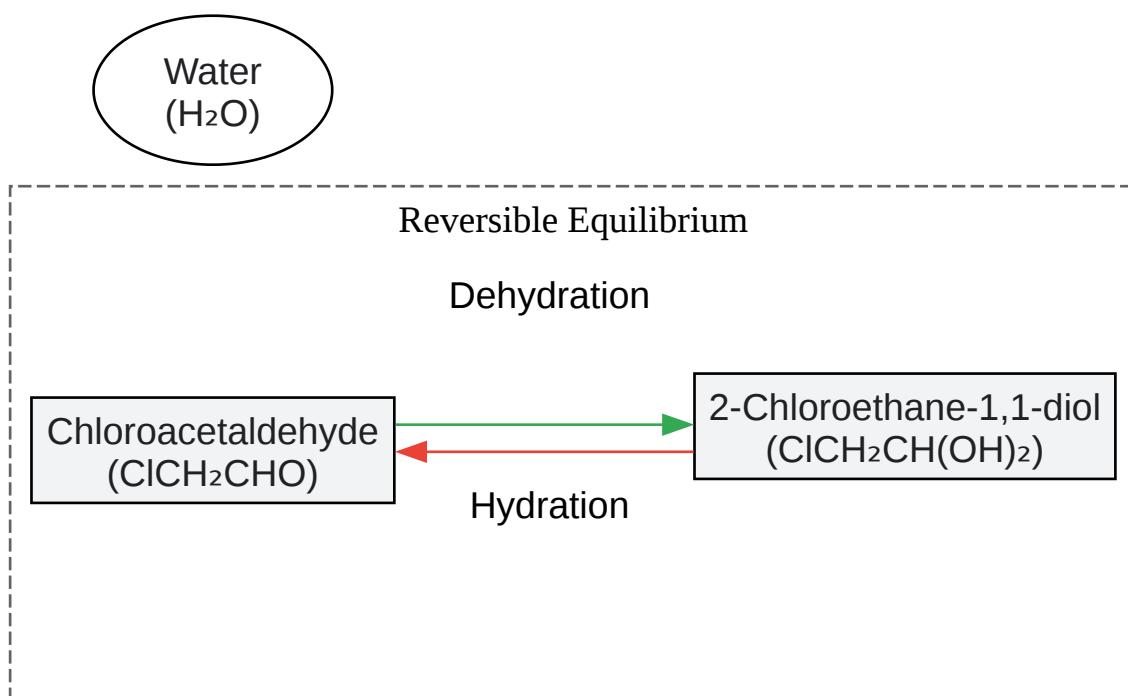 Water
(H₂O)
Reversible Equilibrium
Dehydration
Chloroacetaldehyde
(ClCH₂CHO)
2-Chloroethane-1,1-diol
(ClCH₂CH(OH)₂)
Hydration